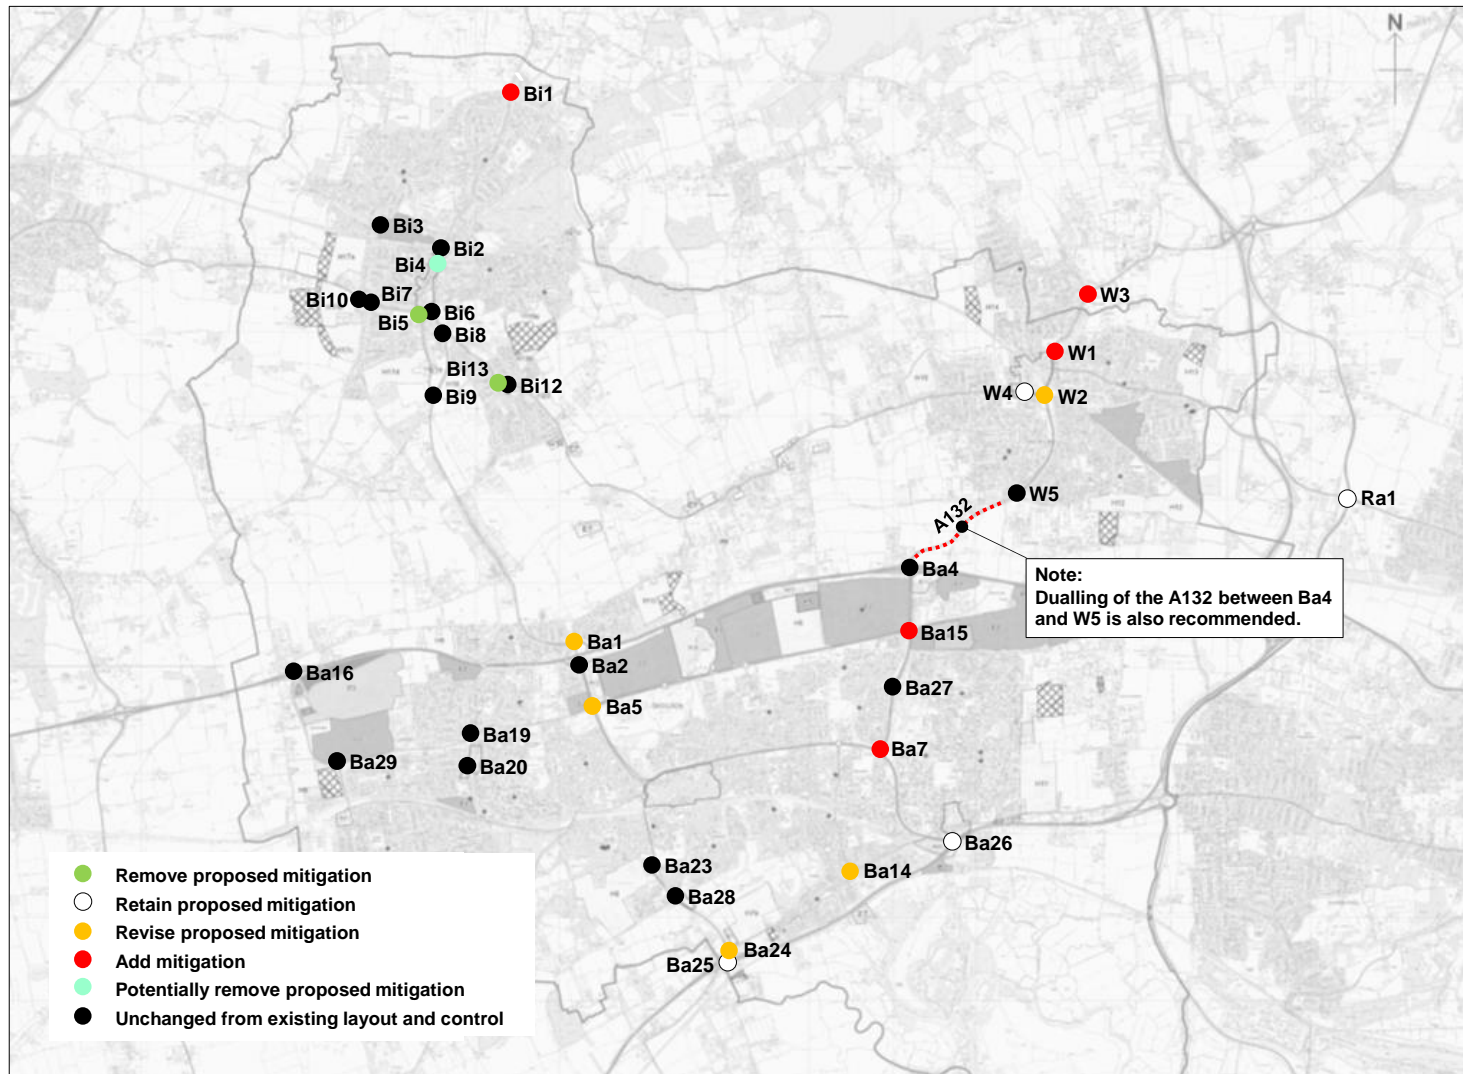 N
Bi1
Bi3
Bi2
Bi4
Bi10
Bi7
Bi6
Bi5
Bi8
Bi13
Bi12
Bi9
W3
W1
W4
W2
W5
Ra1
A132
Ba4
Note:
Dualling of the A132 between Ba4
and W5 is also recommended.
Ba15
Ba1
Ba2
Ba16
Ba27
Ba5
Ba19
Ba7
Ba29
Ba20
Ba26
Ba23
Ba14
Ba28
Ba24
Ba25
Remove proposed mitigation
Retain proposed mitigation
Revise proposed mitigation
Add mitigation
Potentially remove proposed mitigation
Unchanged from existing layout and control